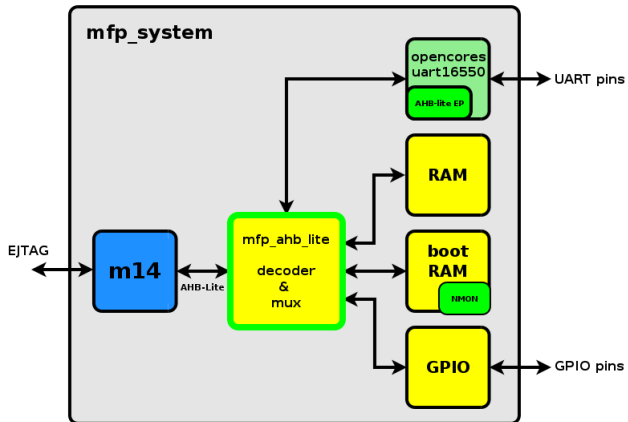 mfp_system
opencores
uart16550
AHB-lite EP
UART pins
RAM
mfp_ahb_lite
decoder
&
mux
EJTAG
m14
AHB-Lite
boot
RAM
NMON
GPIO
GPIO pins